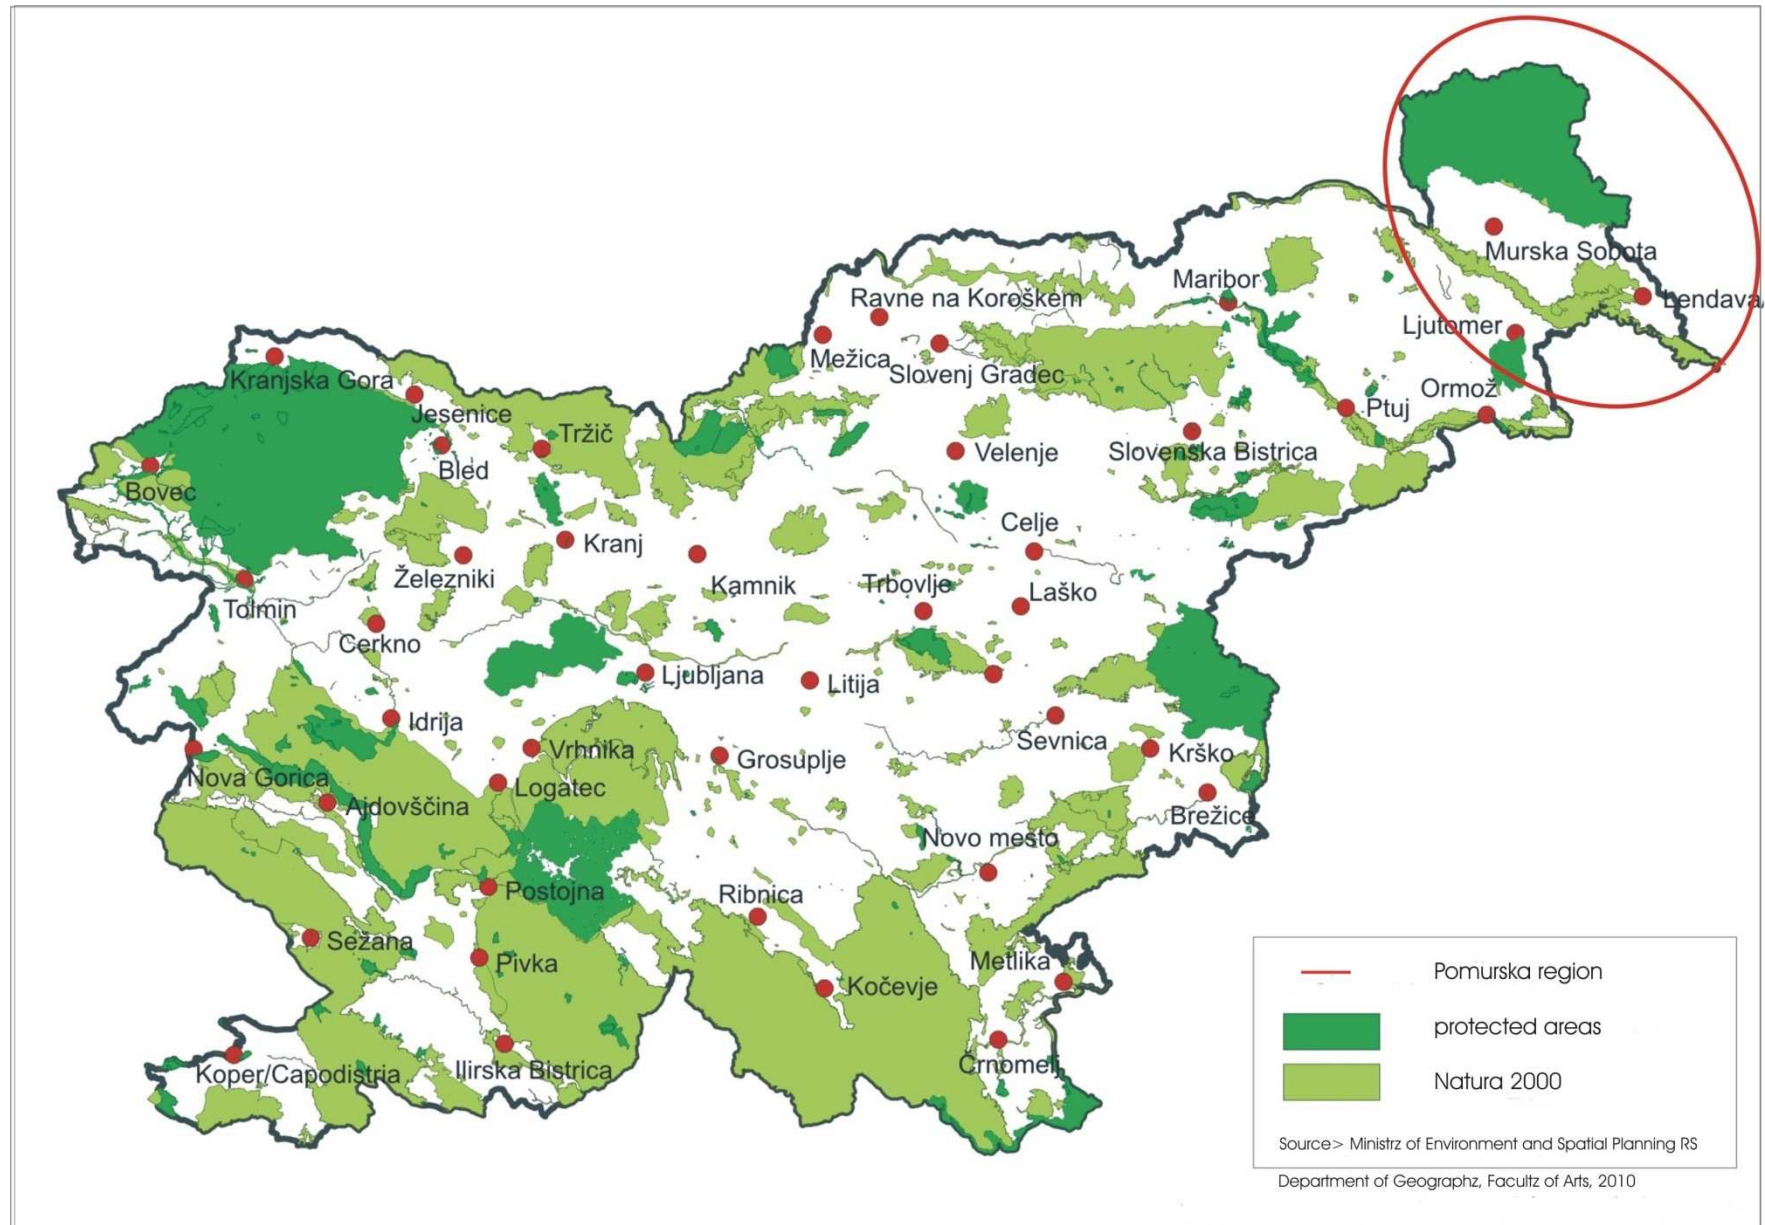 Murska Sobota
Maribor
Ravne na Koroškem
Lendava/
Ljutomer
Mežica
Kranjska Gora
Slovenj Gradec
Ormož
Jesenice
Ptuj
Tržič
Velenje
Slovenska Bistrica
Bled
Bovec
Celje
Kranj
Železniki
Kamnik
Trbovlje
Laško
Tolmin
Cerkno
Ljubljana
Litija
Idrija
Sevnica
Vrhnika
Krško
Grosuplje
Nova Gorica
Logatec
Ajdovščina
Brežice
Novo mesto
Postojna
Ribnica
Sežana
Metlika
Pivka
Kočevje
Črnomelj
Koper/Capodistria
Ilirska Bistrica
Pomurska region
protected areas
Natura 2000
Source> Ministrz of Environment and Spatial Planning RS
Department of Geographz, Facultz of Arts, 2010